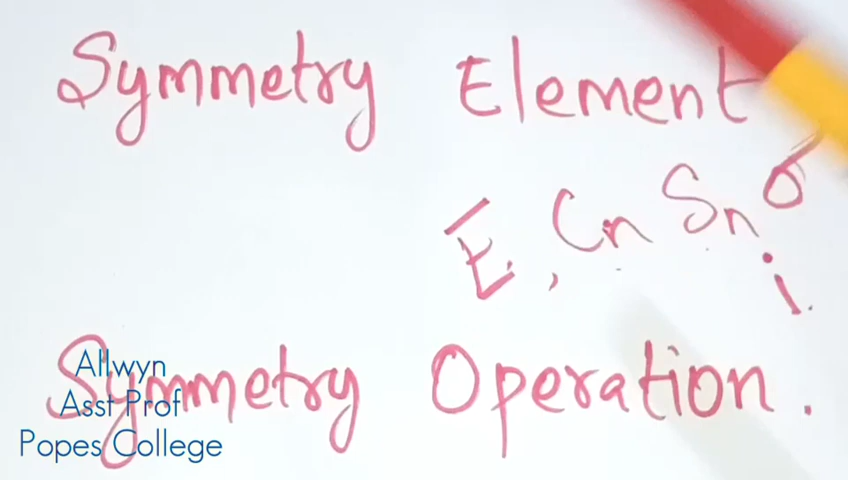 Symmetry Element
E, Cn Sn σ
i.
Symmetry Operation.
Allwyn
Asst Prof
Popes College